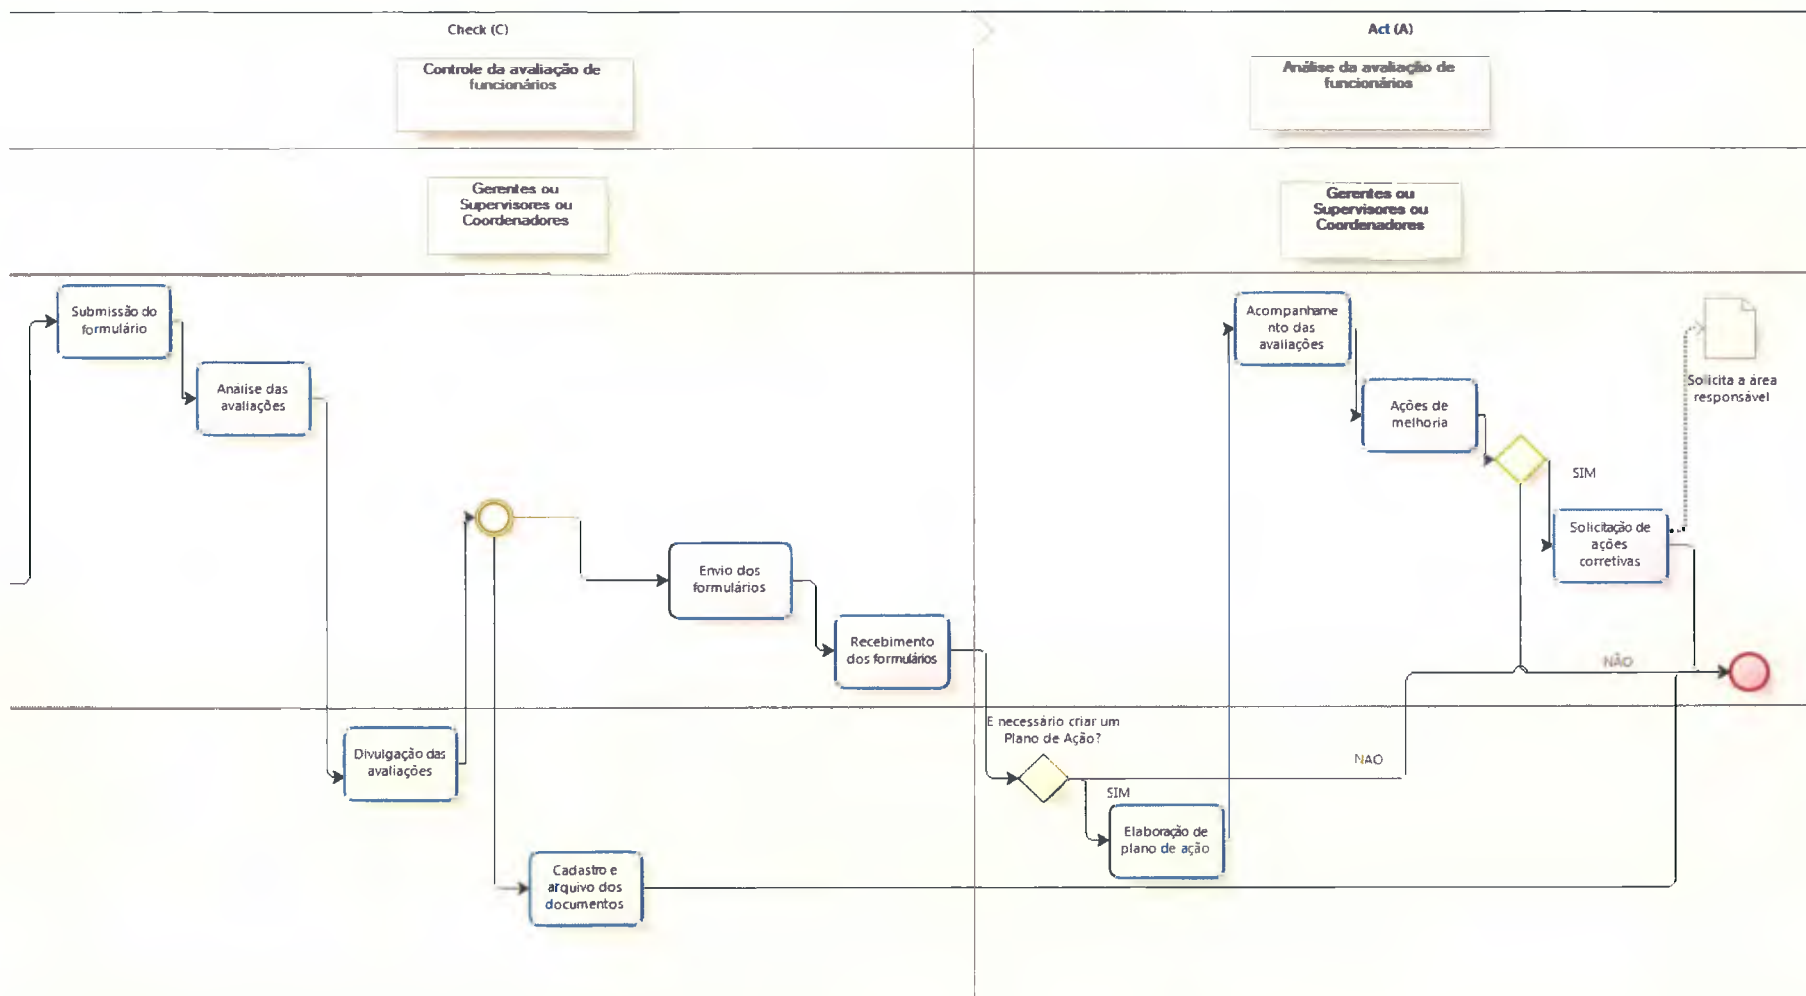 Check (C)
Act (A)
Controle da avaliação de
funcionários
Análise da avaliação de
funcionários
Gerentes ou
Supervisores ou
Coordenadores
Gerentes ou
Supervisores ou
Coordenadores
Submissão do
formulário
Análise das
avaliações
Divulgação das
avaliações
Cadastro e
arquivo dos
documentos
Envio dos
formulários
Recebimento
dos formulários
E necessário criar um
Plano de Ação?
NAO
SIM
Elaboração de
plano de ação
Acompanhame
nto das
avaliações
Ações de
melhoria
SIM
Solicitação de
ações
corretivas
Solicita a área
responsável
NÃO